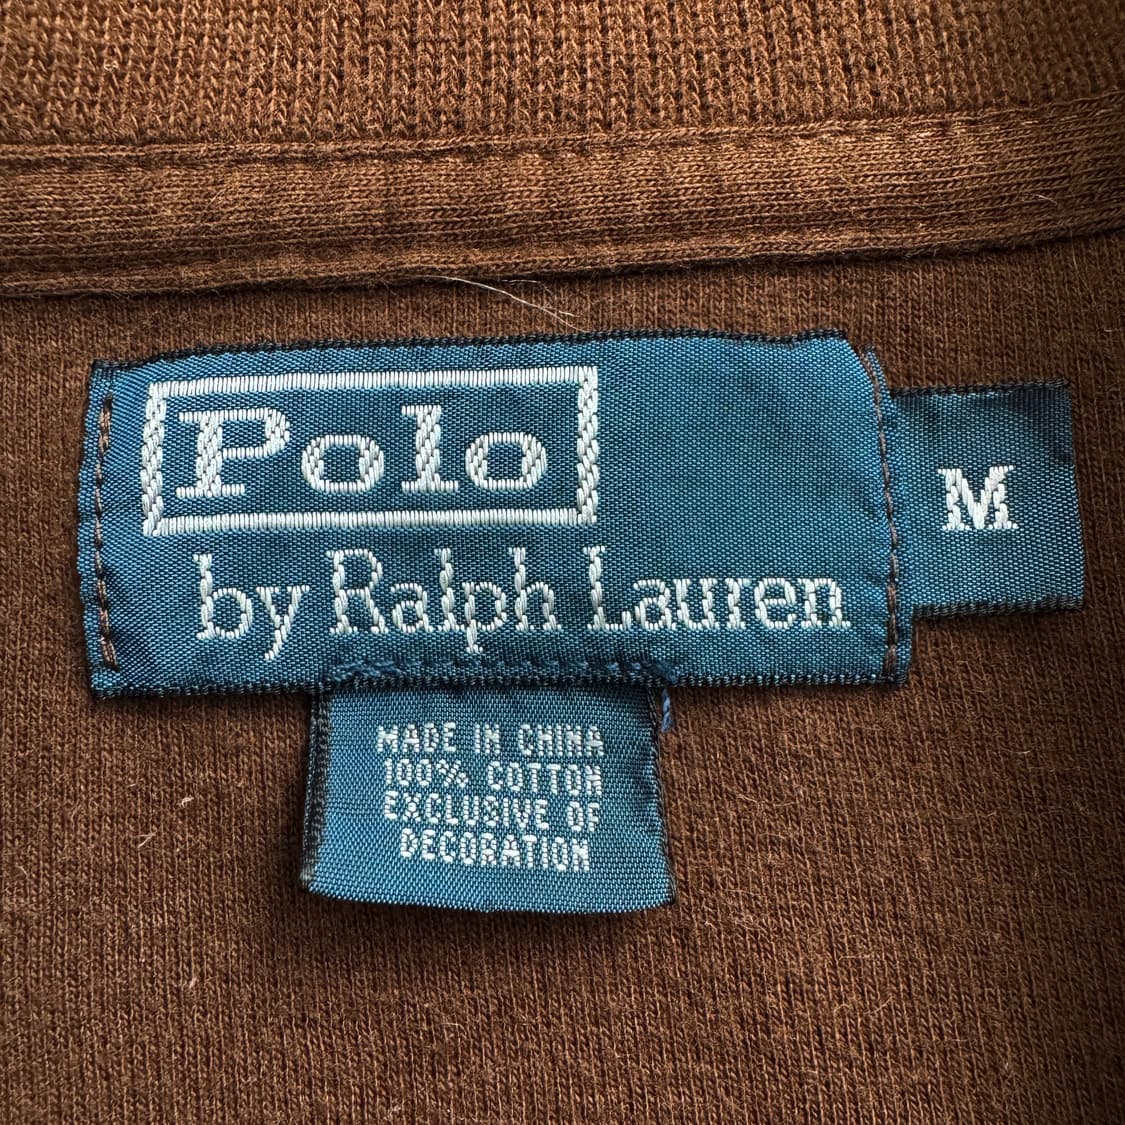 Polo
by Ralph Lauren
M
MADE IN CHINA
100% COTTON
EXCLUSIVE OF
DECORATION